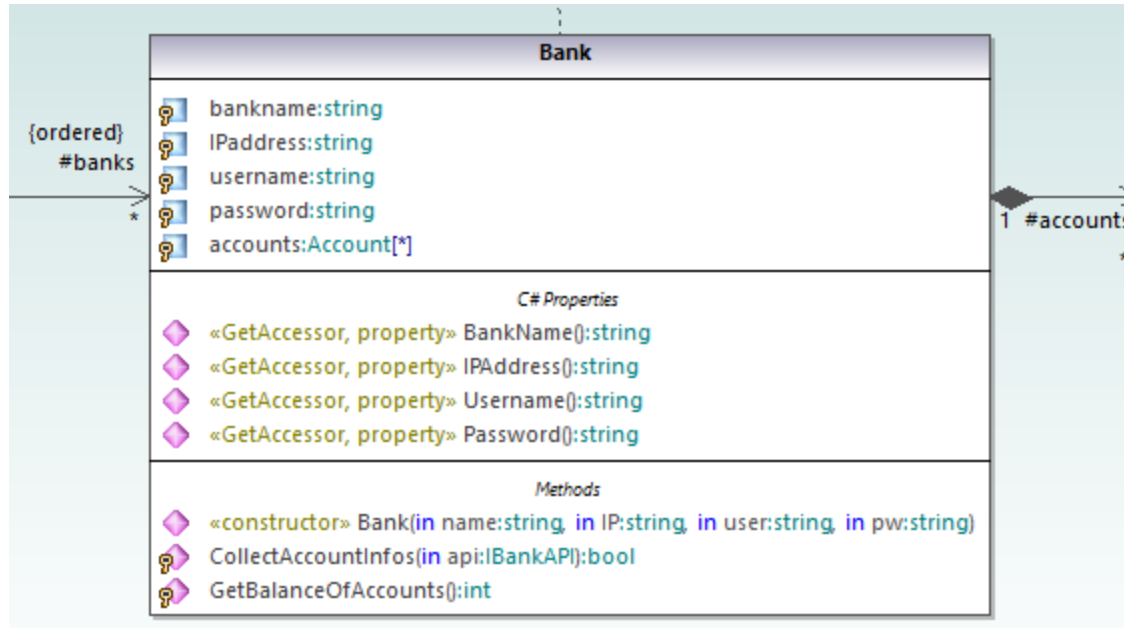 Bank
bankname:string
{ordered}
IPaddress:string
#banks
username:string
*
password:string
1 #accounts
accounts:Account[*]
*
C# Properties
«GetAccessor, property» BankName():string
«GetAccessor, property» IPAddress():string
«GetAccessor, property» Username():string
«GetAccessor, property» Password():string
Methods
«constructor» Bank(in name:string, in IP:string, in user:string, in pw:string)
CollectAccountInfos(in api:IBankAPI):bool
GetBalanceOfAccounts():int